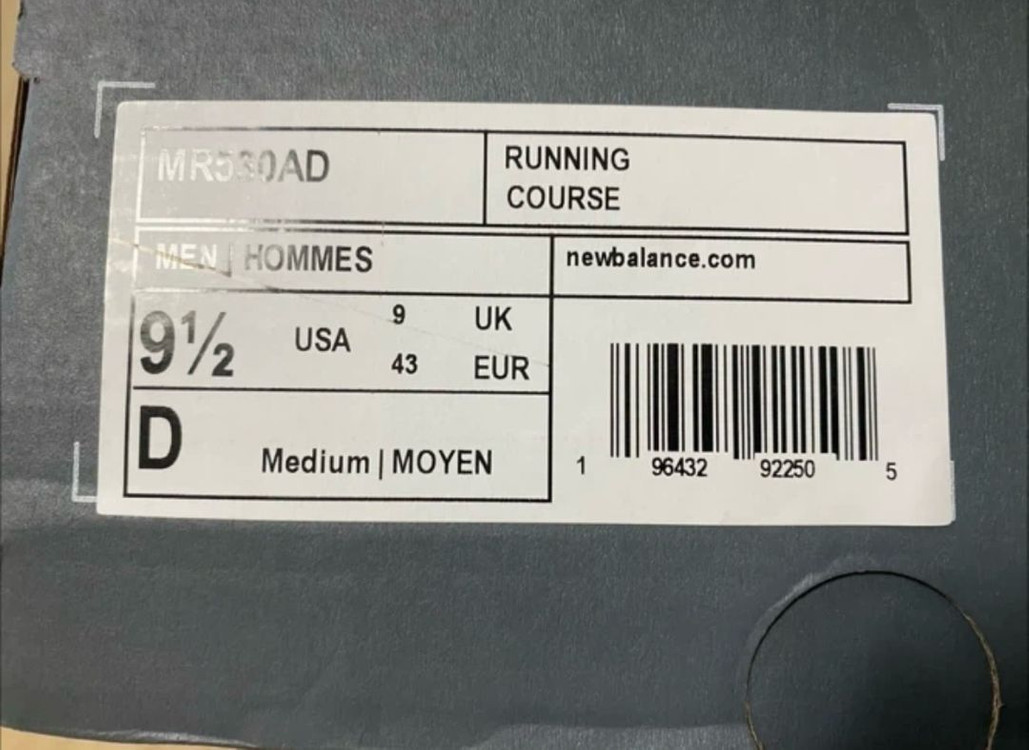 MR530AD
RUNNING
COURSE
MEN | HOMMES
newbalance.com
9½ USA 9 UK
43 EUR
D Medium | MOYEN
1 96432 92250 5